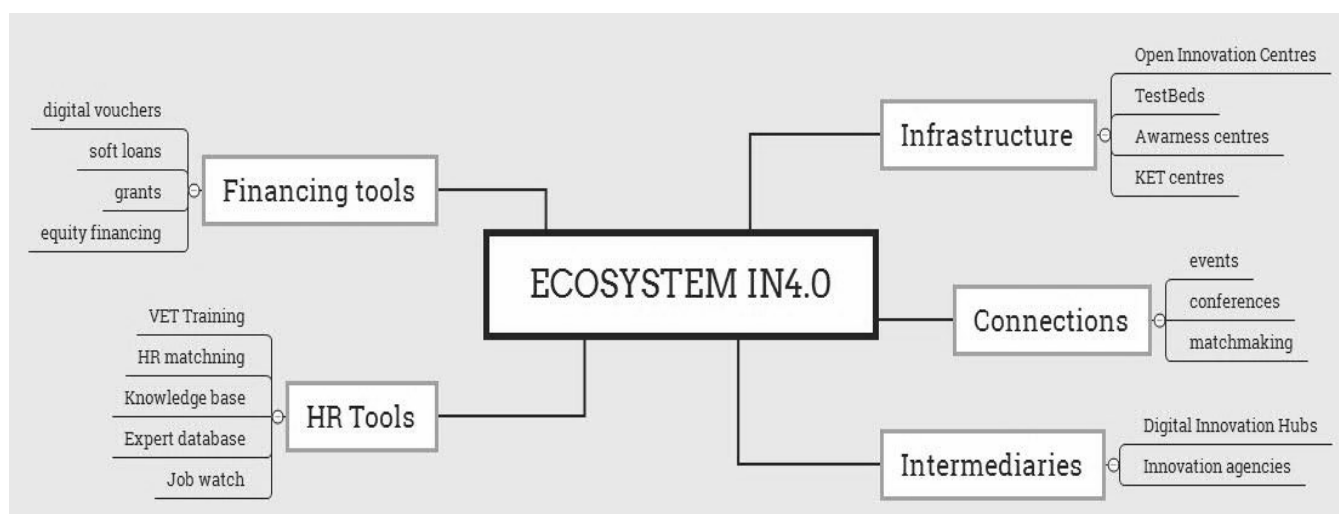 ECOSYSTEM IN4.0
Financing tools
digital vouchers
soft loans
grants
equity financing
HR Tools
VET Training
HR matchning
Knowledge base
Expert database
Job watch
Infrastructure
Open Innovation Centres
TestBeds
Awarness centres
KET centres
Connections
events
conferences
matchmaking
Intermediaries
Digital Innovation Hubs
Innovation agencies